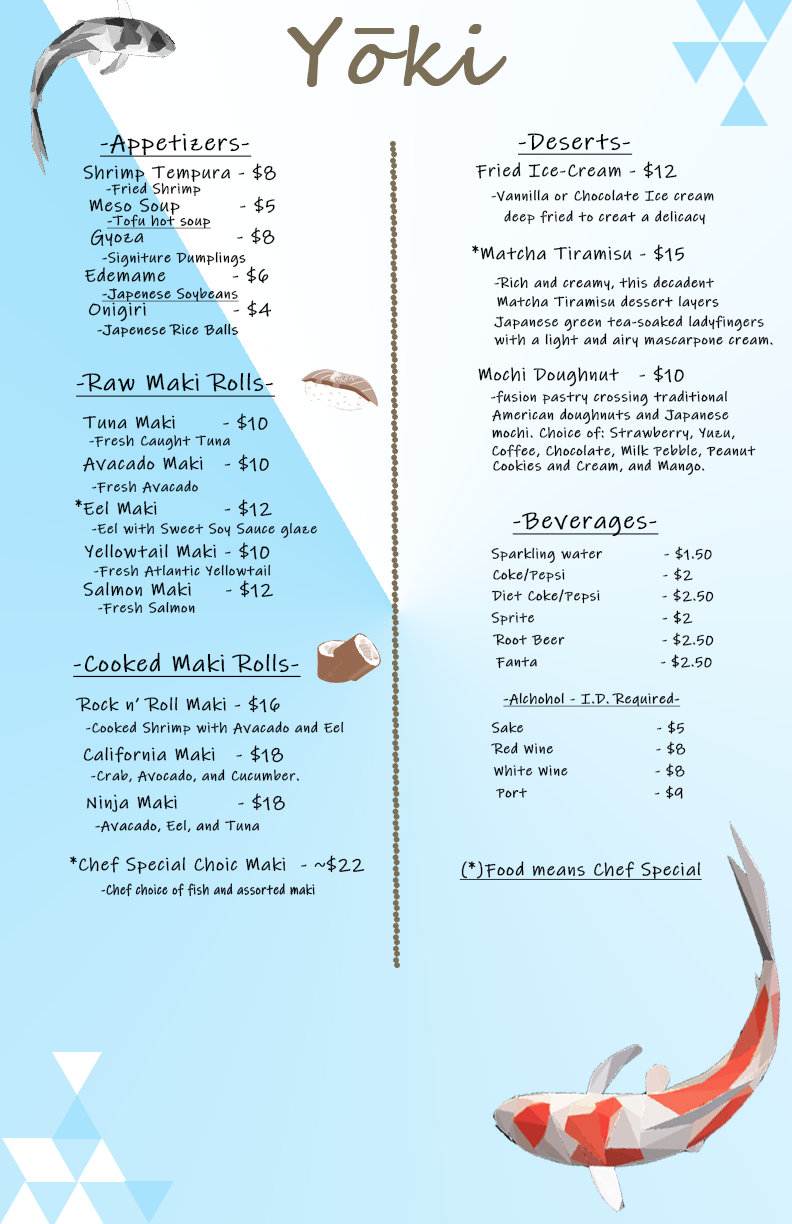 Yōki
-Appetizers-
Shrimp Tempura - $8
-Fried Shrimp
Meso Soup - $5
-Tofu hot soup
Gyoza - $8
-Signiture Dumplings
Edemame - $6
-Japenese Soybeans
Onigiri - $4
-Japenese Rice Balls
-Raw Maki Rolls-
Tuna Maki - $10
-Fresh Caught Tuna
Avacado Maki - $10
-Fresh Avacado
*Eel Maki - $12
-Eel with Sweet Soy Sauce glaze
Yellowtail Maki - $10
-Fresh Atlantic Yellowtail
Salmon Maki - $12
-Fresh Salmon
-Cooked Maki Rolls-
Rock n' Roll Maki - $16
-Cooked Shrimp with Avacado and Eel
California Maki - $18
-Crab, Avocado, and Cucumber.
Ninja Maki - $18
-Avacado, Eel, and Tuna
*Chef Special Choic Maki - ~$22
-Chef choice of fish and assorted maki
-Deserts-
Fried Ice-Cream - $12
-Vannilla or Chocolate Ice cream
deep fried to creat a delicacy
*Matcha Tiramisu - $15
-Rich and creamy, this decadent
Matcha Tiramisu dessert layers
Japanese green tea-soaked ladyfingers
with a light and airy mascarpone cream.
Mochi Doughnut - $10
-fusion pastry crossing traditional
American doughnuts and Japanese
mochi. Choice of: Strawberry, Yuzu,
Coffee, Chocolate, Milk Pebble, Peanut
Cookies and Cream, and Mango.
-Beverages-
Sparkling water - $1.50
Coke/Pepsi - $2
Diet Coke/Pepsi - $2.50
Sprite - $2
Root Beer - $2.50
Fanta - $2.50
-Alchohol - I.D. Required-
Sake - $5
Red Wine - $8
White Wine - $8
Port - $9
(*)Food means Chef Special